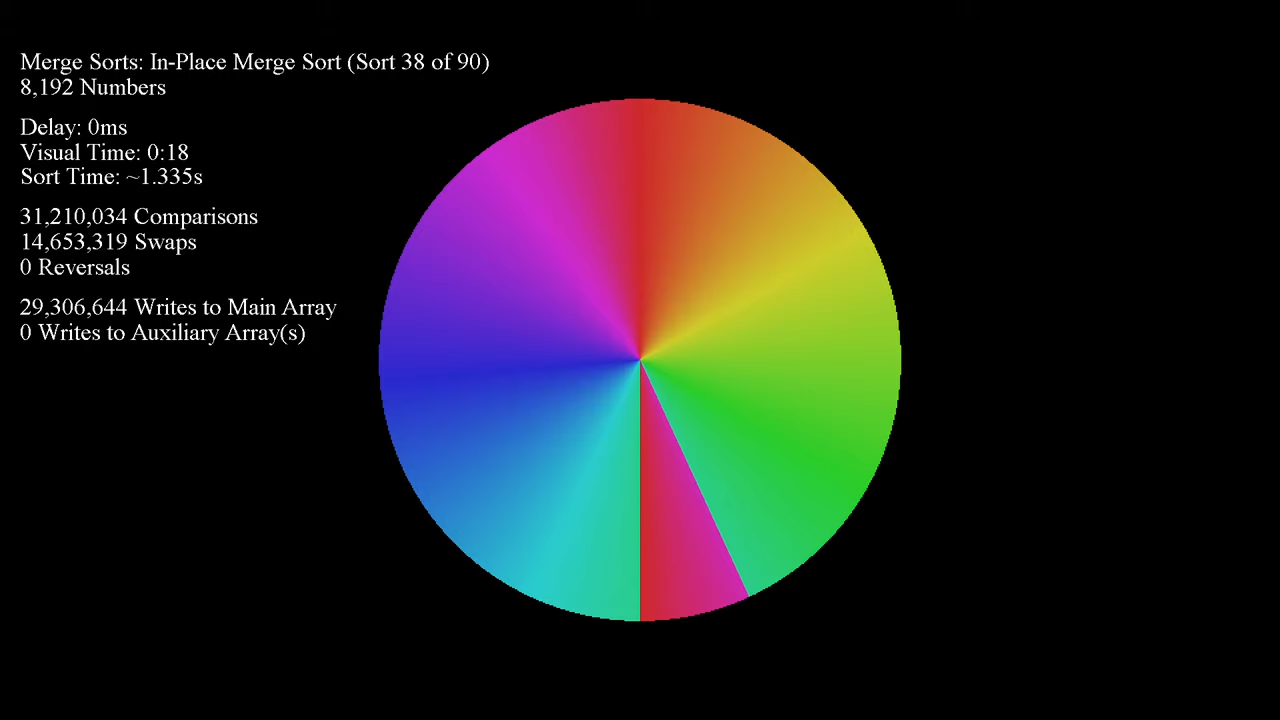 Merge Sorts: In-Place Merge Sort (Sort 38 of 90)
8,192 Numbers
Delay: 0ms
Visual Time: 0:18
Sort Time: ~1.335s
31,210,034 Comparisons
14,653,319 Swaps
0 Reversals
29,306,644 Writes to Main Array
0 Writes to Auxiliary Array(s)